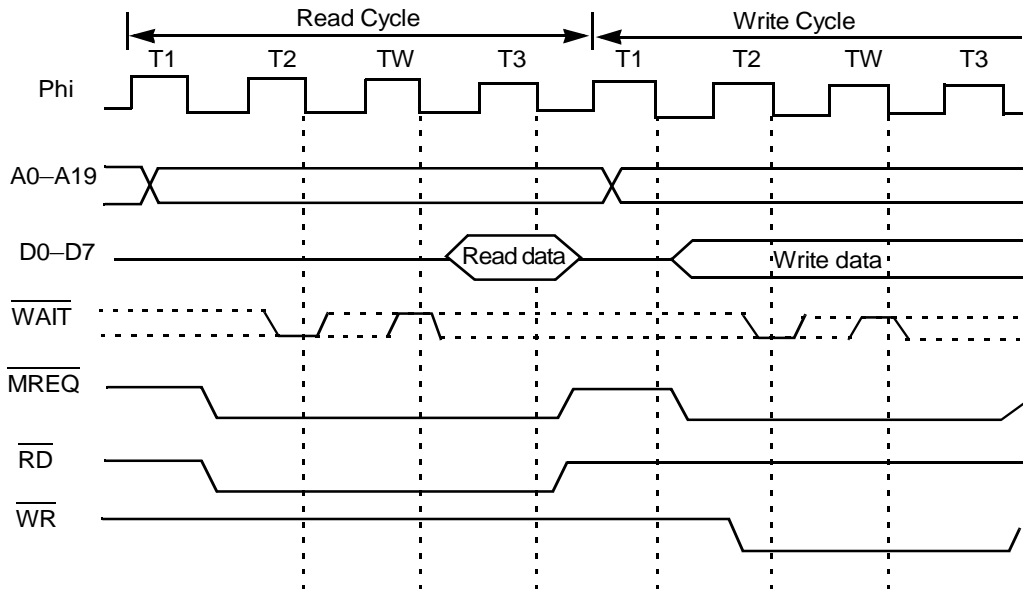 Read Cycle Write Cycle
T1 T2 TW T3 T1 T2 TW T3
Phi
A0–A19
D0–D7 Read data Write data
WAIT
MREQ
RD
WR